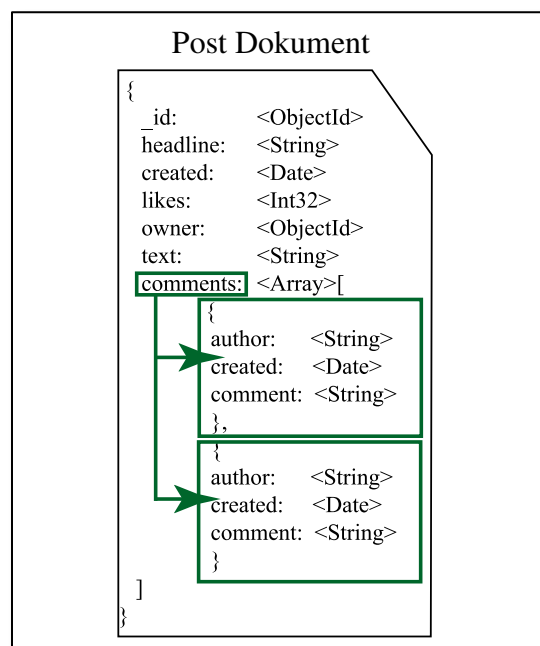 Post Dokument
{
_id: <ObjectId>
headline: <String>
created: <Date>
likes: <Int32>
owner: <ObjectId>
text: <String>
comments: <Array>[
{
author: <String>
created: <Date>
comment: <String>
},
{
author: <String>
created: <Date>
comment: <String>
}
]
}